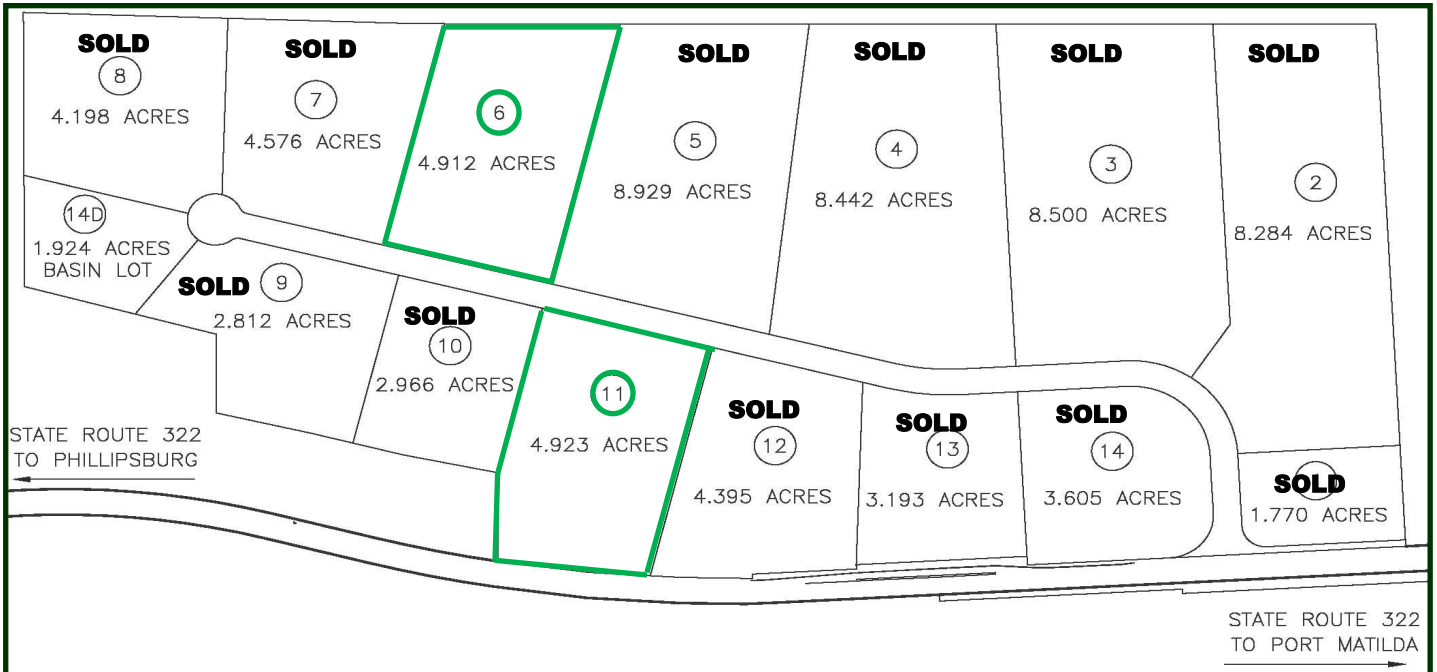 SOLD
8
4.198 ACRES
SOLD
7
4.576 ACRES
6
4.912 ACRES
SOLD
5
8.929 ACRES
SOLD
4
8.442 ACRES
SOLD
3
8.500 ACRES
SOLD
2
8.284 ACRES
14D
1.924 ACRES
BASIN LOT
SOLD 9
2.812 ACRES
SOLD
10
2.966 ACRES
11
4.923 ACRES
SOLD
12
4.395 ACRES
SOLD
13
3.193 ACRES
SOLD
14
3.605 ACRES
SOLD
1.770 ACRES
STATE ROUTE 322
TO PHILLIPSBURG
STATE ROUTE 322
TO PORT MATILDA